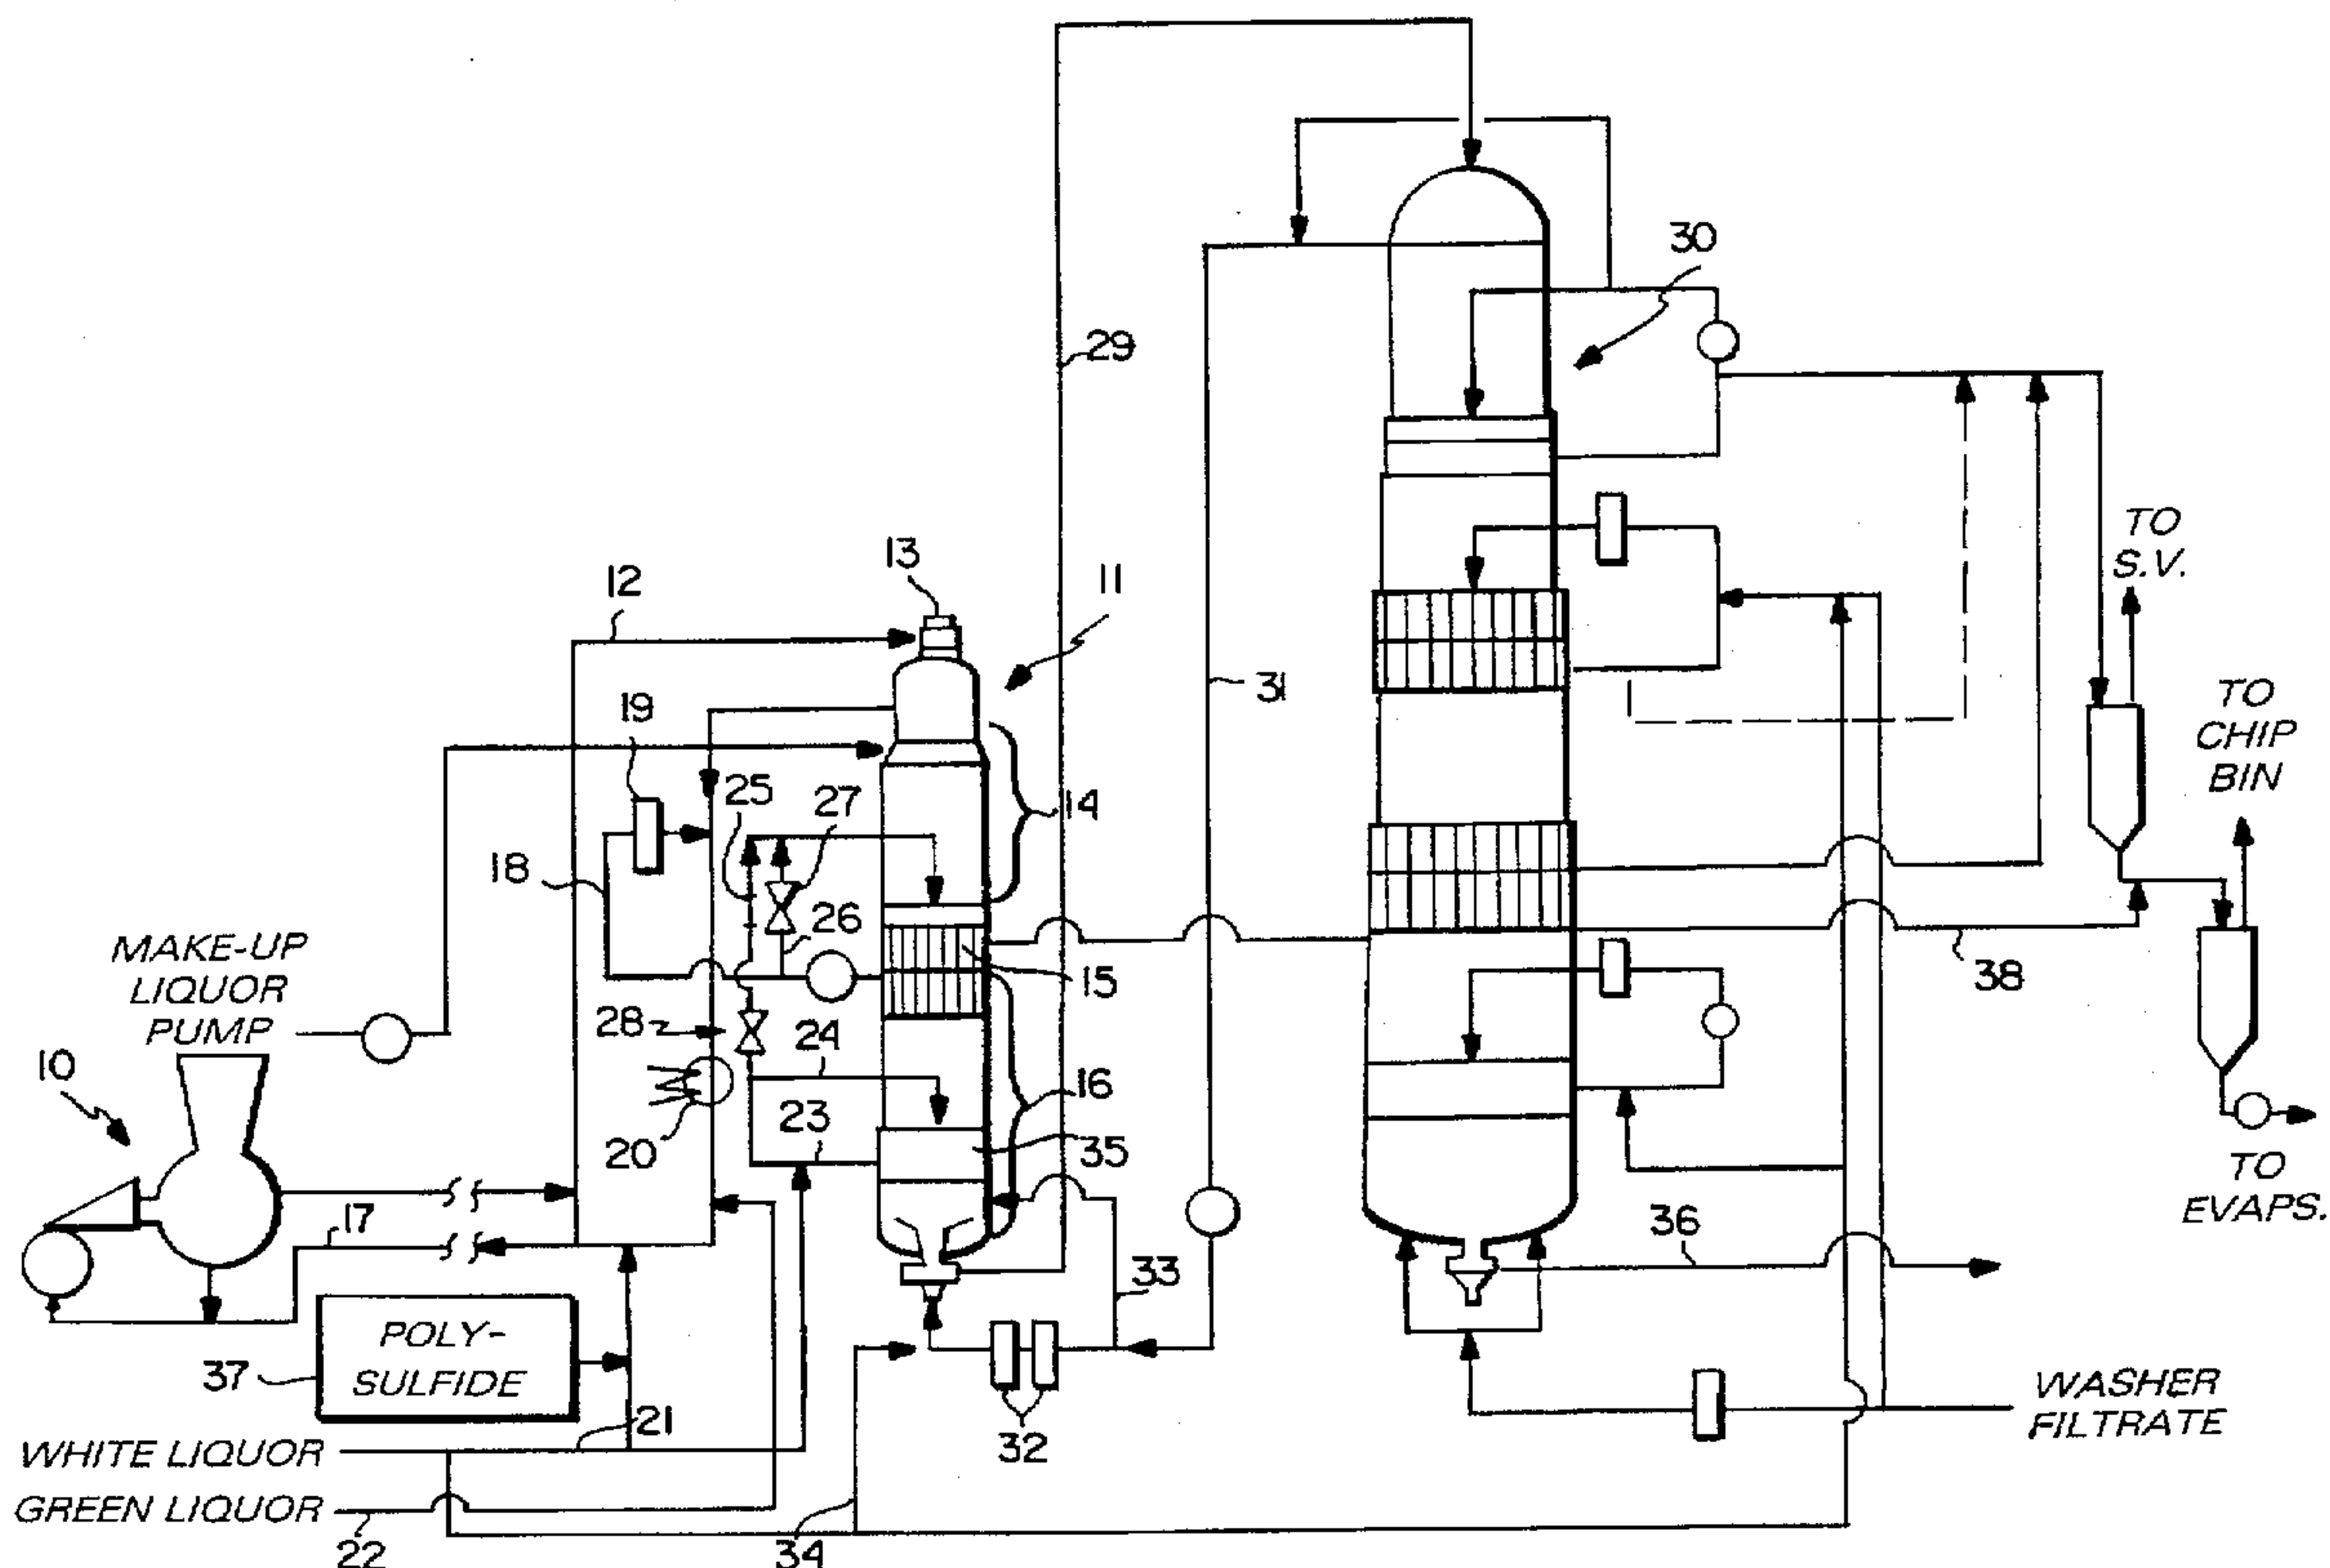 30
29
TO
S.V.
13
11
12
31
TO
CHIP
BIN
19
25
27
14
18
26
MAKE-UP
LIQUOR
PUMP
15
38
28
24
10
16
23
20
35
TO
EVAPS.
17
36
33
POLY-
SULFIDE
37
WASHER
FILTRATE
21
32
WHITE LIQUOR
GREEN LIQUOR
22
34